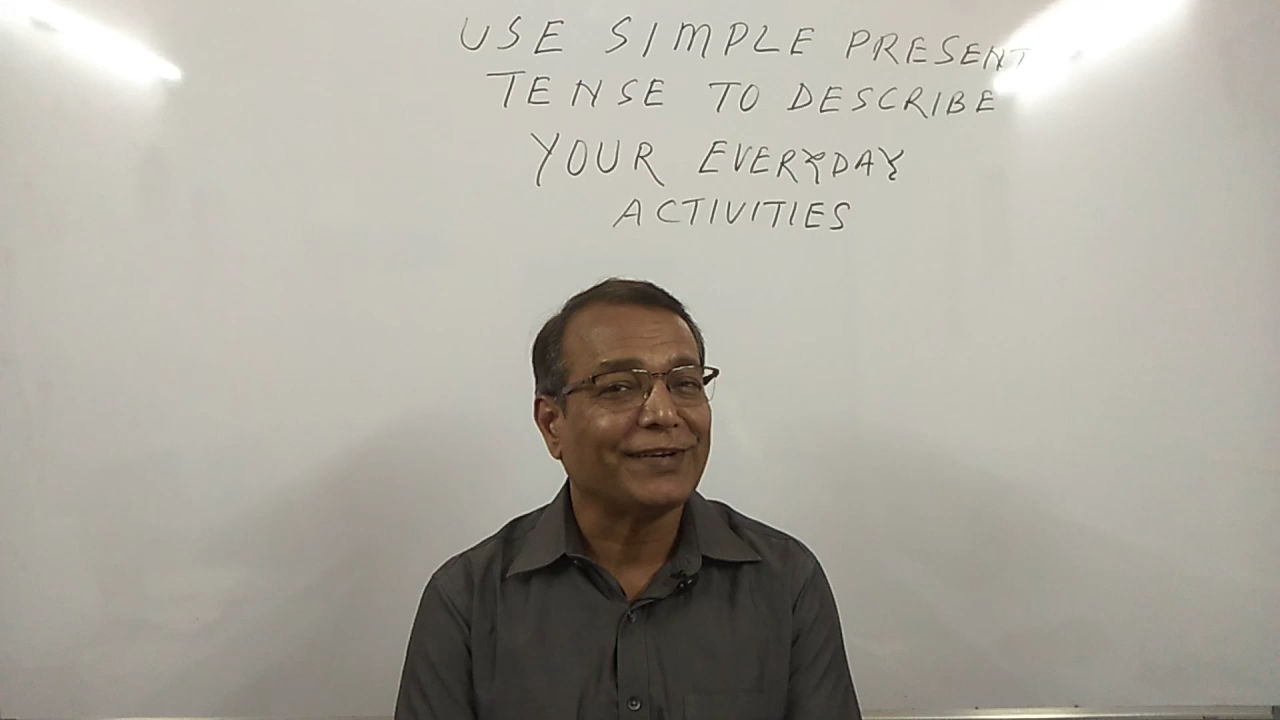 USE SIMPLE PRESENT
TENSE TO DESCRIBE
YOUR EVERYDAY
ACTIVITIES